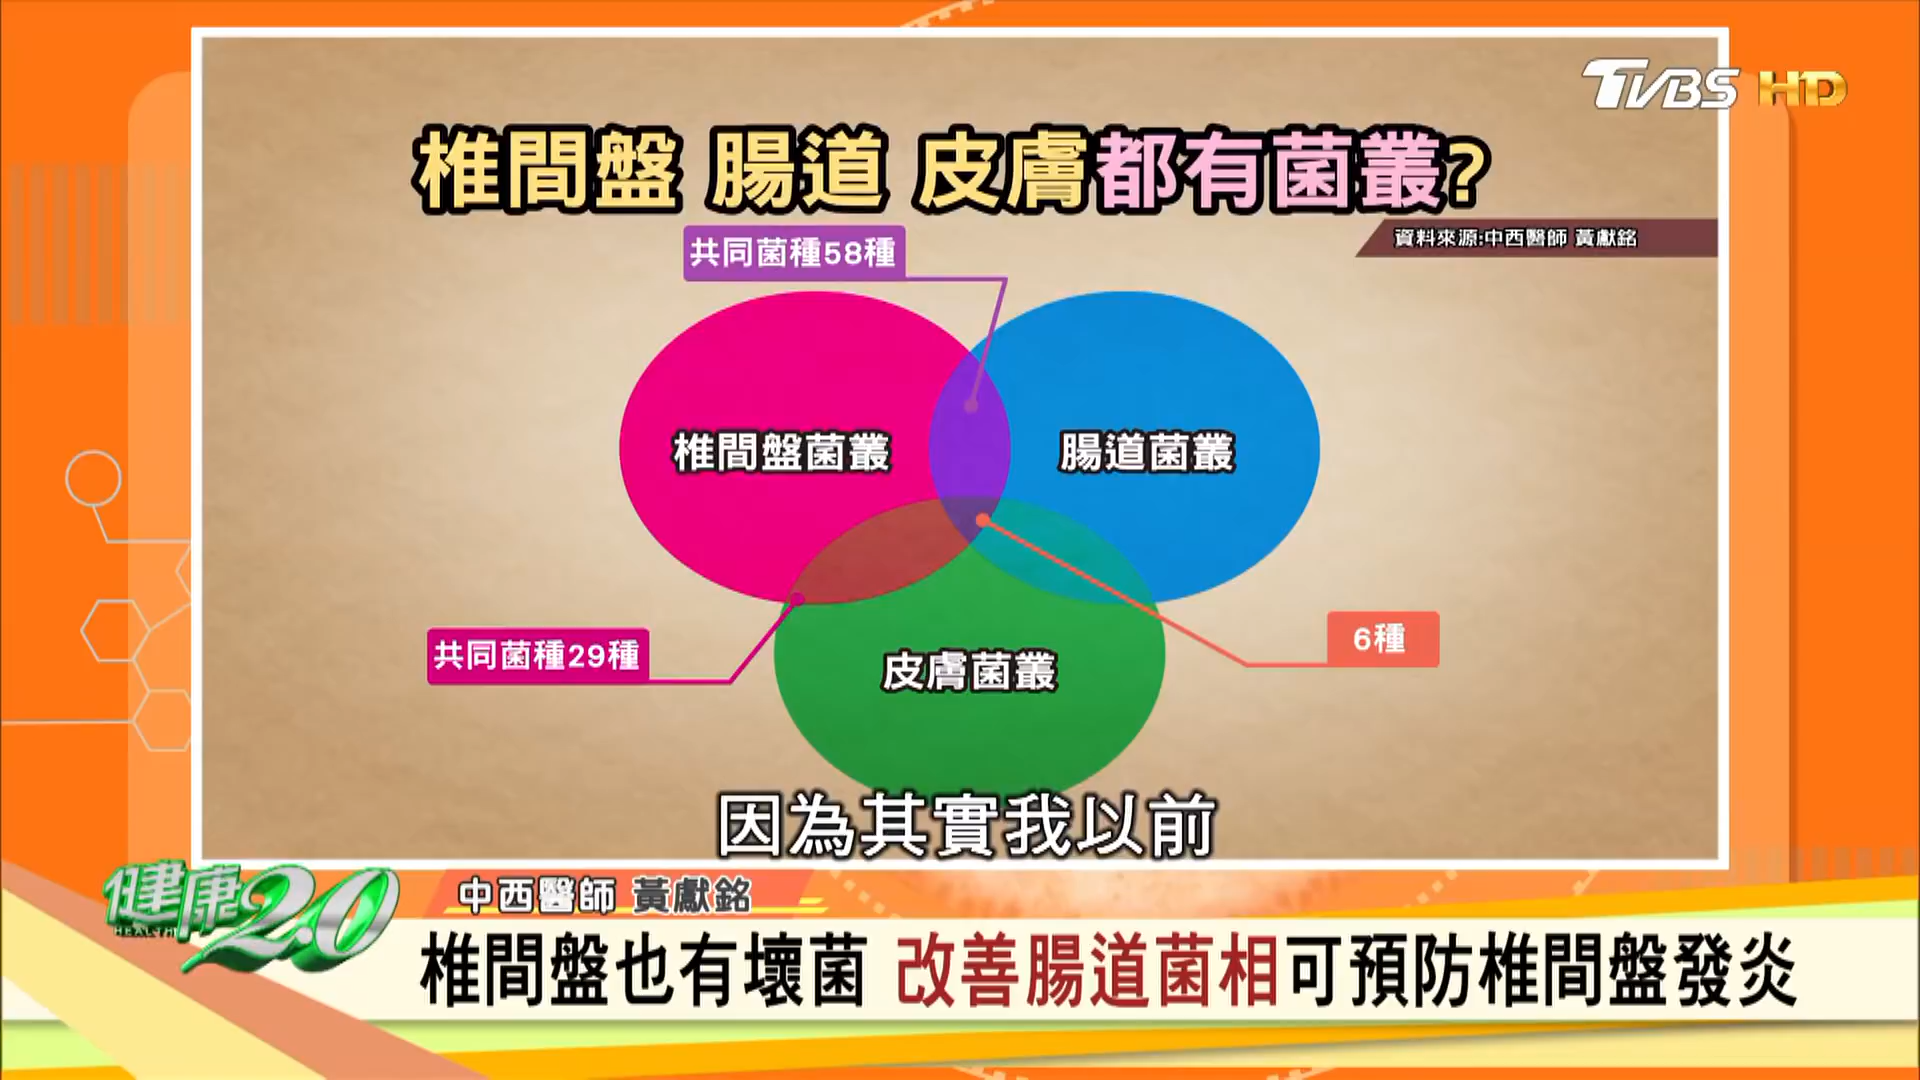 TVBS HD
椎間盤 腸道 皮膚都有菌叢?
資料來源:中西醫師 黃獻銘
共同菌種58種
椎間盤菌叢
腸道菌叢
共同菌種29種
6種
皮膚菌叢
因為其實我以前
健康2.0
HEALTH
中西醫師 黃獻銘
椎間盤也有壞菌 改善腸道菌相可預防椎間盤發炎